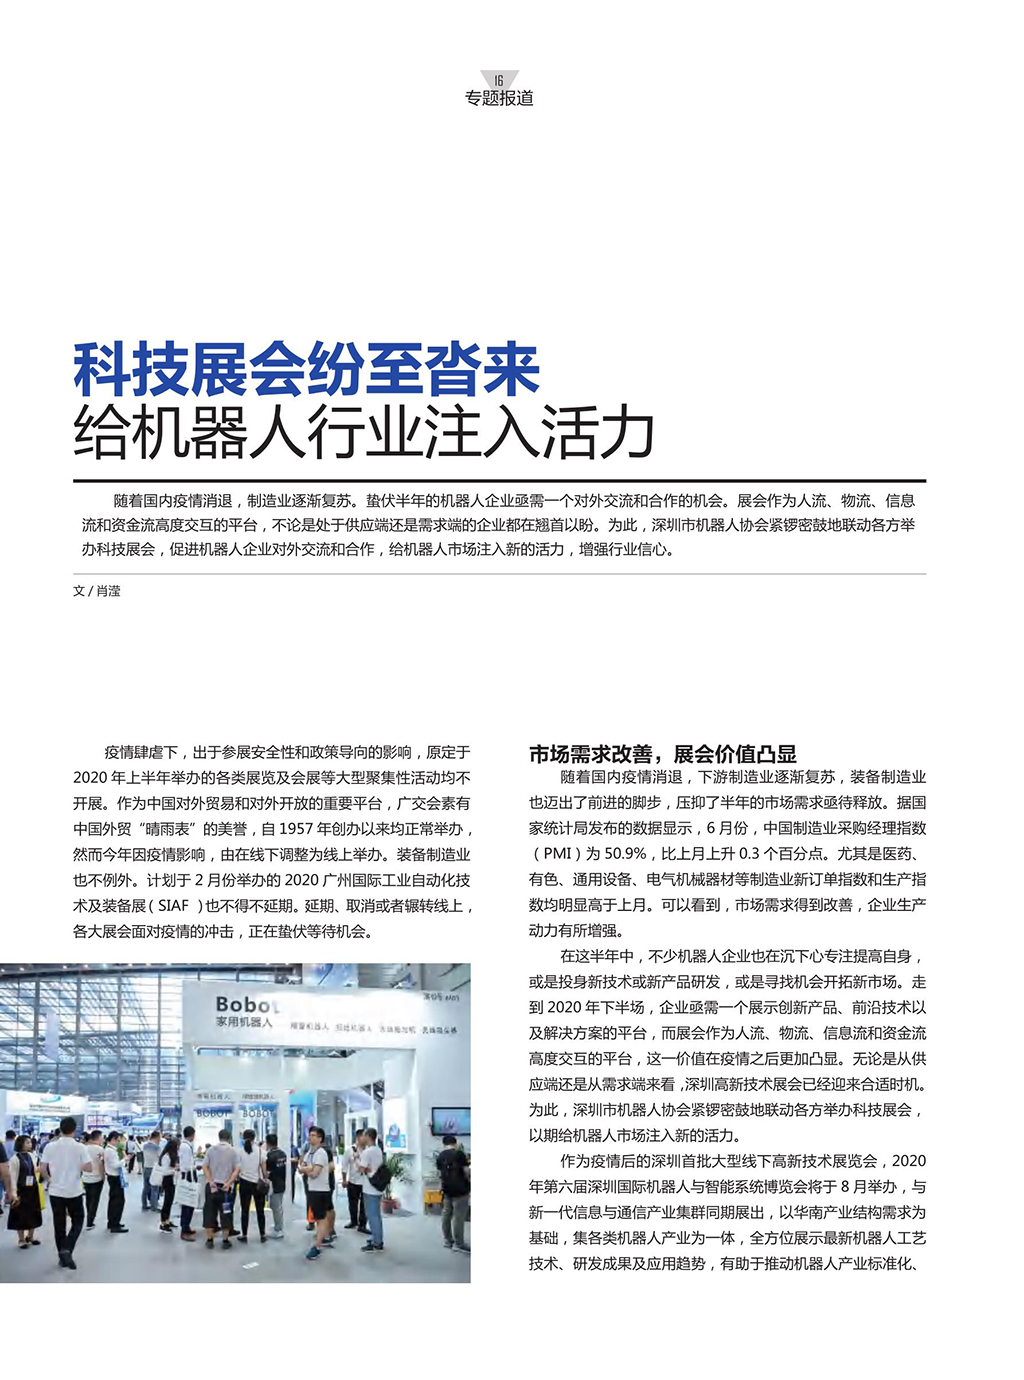 16
专题报道
科技展会纷至沓来
给机器人行业注入活力
随着国内疫情消退，制造业逐渐复苏。蛰伏半年的机器人企业亟需一个对外交流和合作的机会。展会作为人流、物流、信息
流和资金流高度交互的平台，不论是处于供应端还是需求端的企业都在翘首以盼。为此，深圳市机器人协会紧锣密鼓地联动各方举
办科技展会，促进机器人企业对外交流和合作，给机器人市场注入新的活力，增强行业信心。
文 / 肖滢
疫情肆虐下，出于参展安全性和政策导向的影响，原定于
2020 年上半年举办的各类展览及会展等大型聚集性活动均不
开展。作为中国对外贸易和对外开放的重要平台，广交会素有
中国外贸“晴雨表”的美誉，自 1957 年创办以来均正常举办，
然而今年因疫情影响，由在线下调整为线上举办。装备制造业
也不例外。计划于 2 月份举办的 2020 广州国际工业自动化技
术及装备展（ SIAF ）也不得不延期。延期、取消或者辗转线上，
各大展会面对疫情的冲击，正在蛰伏等待机会。
Bobot
家用机器人
BOBOT BOBOT
市场需求改善，展会价值凸显
随着国内疫情消退，下游制造业逐渐复苏，装备制造业
也迈出了前进的脚步，压抑了半年的市场需求亟待释放。据国
家统计局发布的数据显示，6 月份，中国制造业采购经理指数
（ PMI ）为 50.9%，比上月上升 0.3 个百分点。尤其是医药、
有色、通用设备、电气机械器材等制造业新订单指数和生产指
数均明显高于上月。可以看到，市场需求得到改善，企业生产
动力有所增强。
在这半年中，不少机器人企业也在沉下心专注提高自身，
或是投身新技术或新产品研发，或是寻找机会开拓新市场。走
到 2020 年下半场，企业亟需一个展示创新产品、前沿技术以
及解决方案的平台，而展会作为人流、物流、信息流和资金流
高度交互的平台，这一价值在疫情之后更加凸显。无论是从供
应端还是从需求端来看，深圳高新技术展会已经迎来合适时机。
为此，深圳市机器人协会紧锣密鼓地联动各方举办科技展会，
以期给机器人市场注入新的活力。
作为疫情后的深圳首批大型线下高新技术展览会，2020
年第六届深圳国际机器人与智能系统博览会将于 8 月举办，与
新一代信息与通信产业集群同期展出，以华南产业结构需求为
基础，集各类机器人产业为一体，全方位展示最新机器人工艺
技术、研发成果及应用趋势，有助于推动机器人产业标准化、